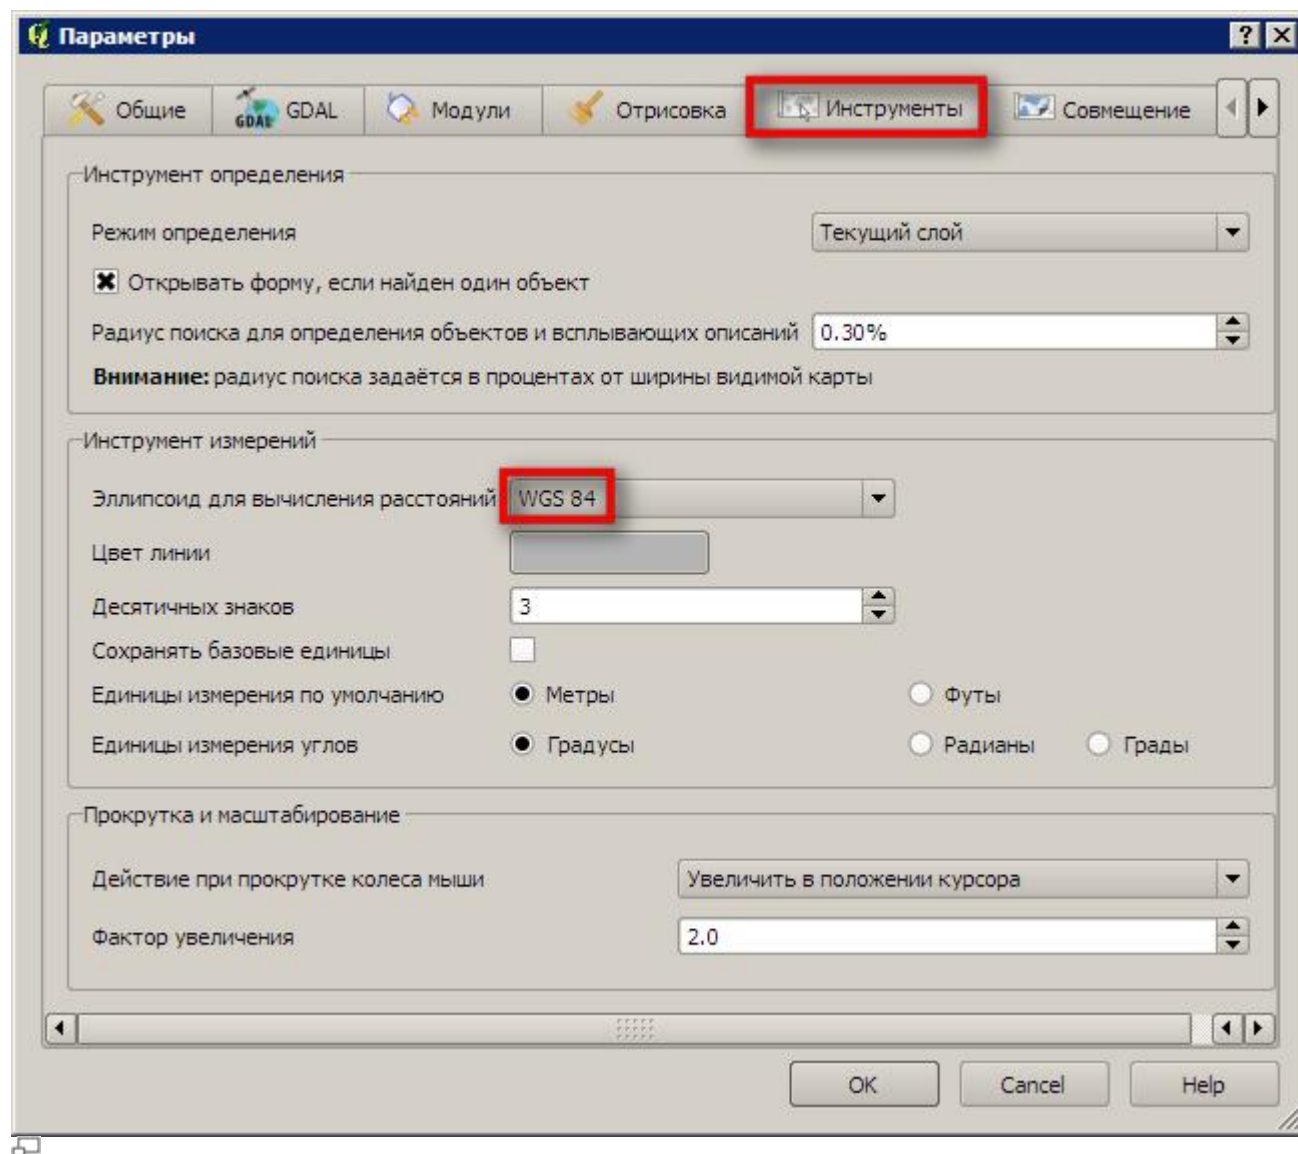 Параметры
Общие GDAL Модули Отрисовка Инструменты Совмещение
Инструмент определения
Режим определения Текущий слой
Открывать форму, если найден один объект
Радиус поиска для определения объектов и всплывающих описаний 0.30%
Внимание: радиус поиска задаётся в процентах от ширины видимой карты
Инструмент измерений
Эллипсоид для вычисления расстояний WGS 84
Цвет линии
Десятичных знаков 3
Сохранять базовые единицы
Единицы измерения по умолчанию Метры Футы
Единицы измерения углов Градусы Радианы Грады
Прокрутка и масштабирование
Действие при прокрутке колеса мыши Увеличить в положении курсора
Фактор увеличения 2.0
OK Cancel Help